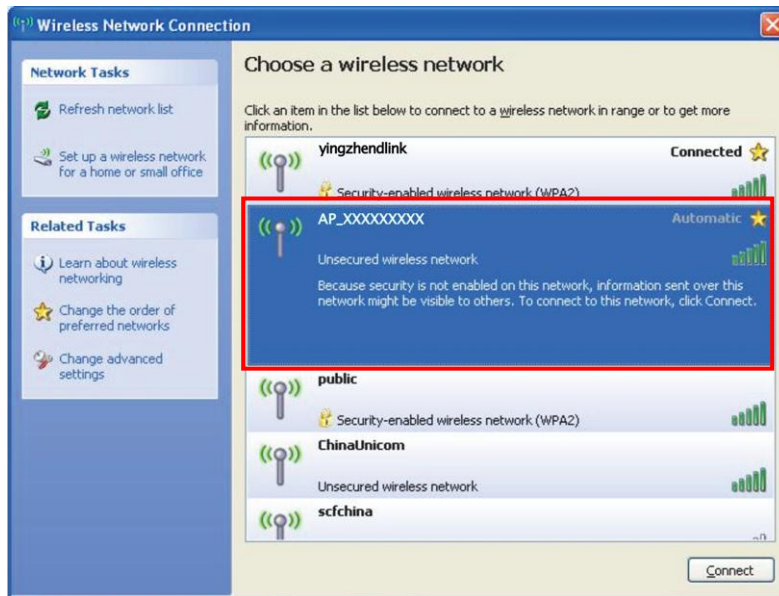 Wireless Network Connection
Network Tasks
Refresh network list
Set up a wireless network
for a home or small office
Related Tasks
Learn about wireless
networking
Change the order of
preferred networks
Change advanced
settings
Choose a wireless network
Click an item in the list below to connect to a wireless network in range or to get more
information.
yingzhendlink Connected
Security-enabled wireless network (WPA2)
AP_XXXXXXXXX Automatic
Unsecured wireless network
Because security is not enabled on this network, information sent over this
network might be visible to others. To connect to this network, click Connect.
public
Security-enabled wireless network (WPA2)
ChinaUnicom
Unsecured wireless network
scfchina
Connect